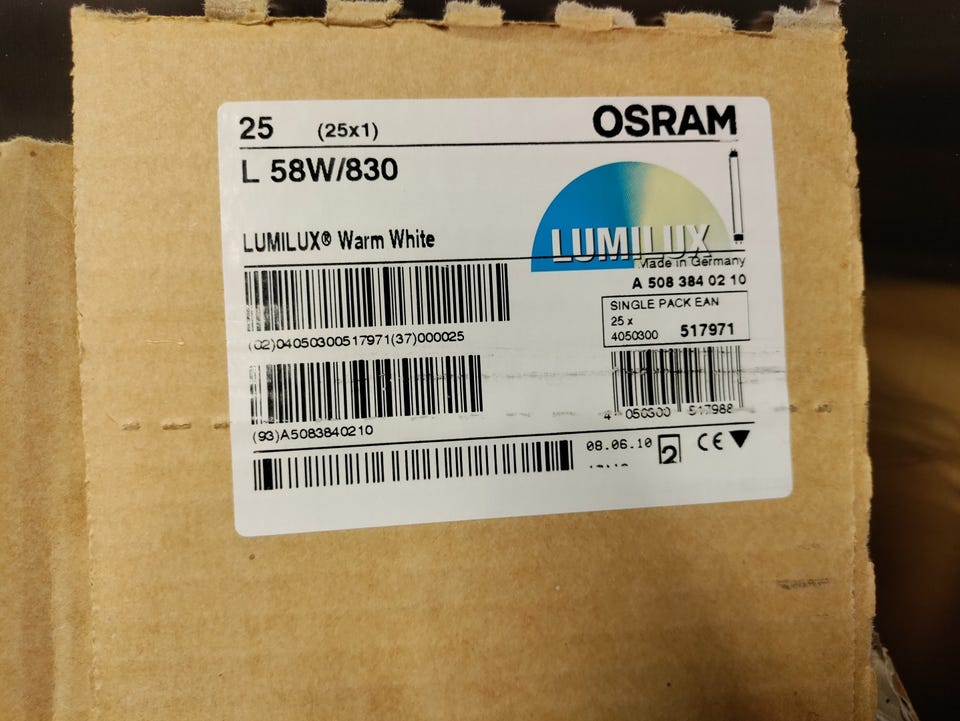 25 (25x1) OSRAM
L 58W/830
LUMILUX® Warm White
LUMILUX
Made in Germany
A 508 384 02 10
SINGLE PACK EAN
25 x
4050300 517971
(02)04050300517971(37)000025
4 050300 517988
(93)A5083840210
08.06.10 2 CE